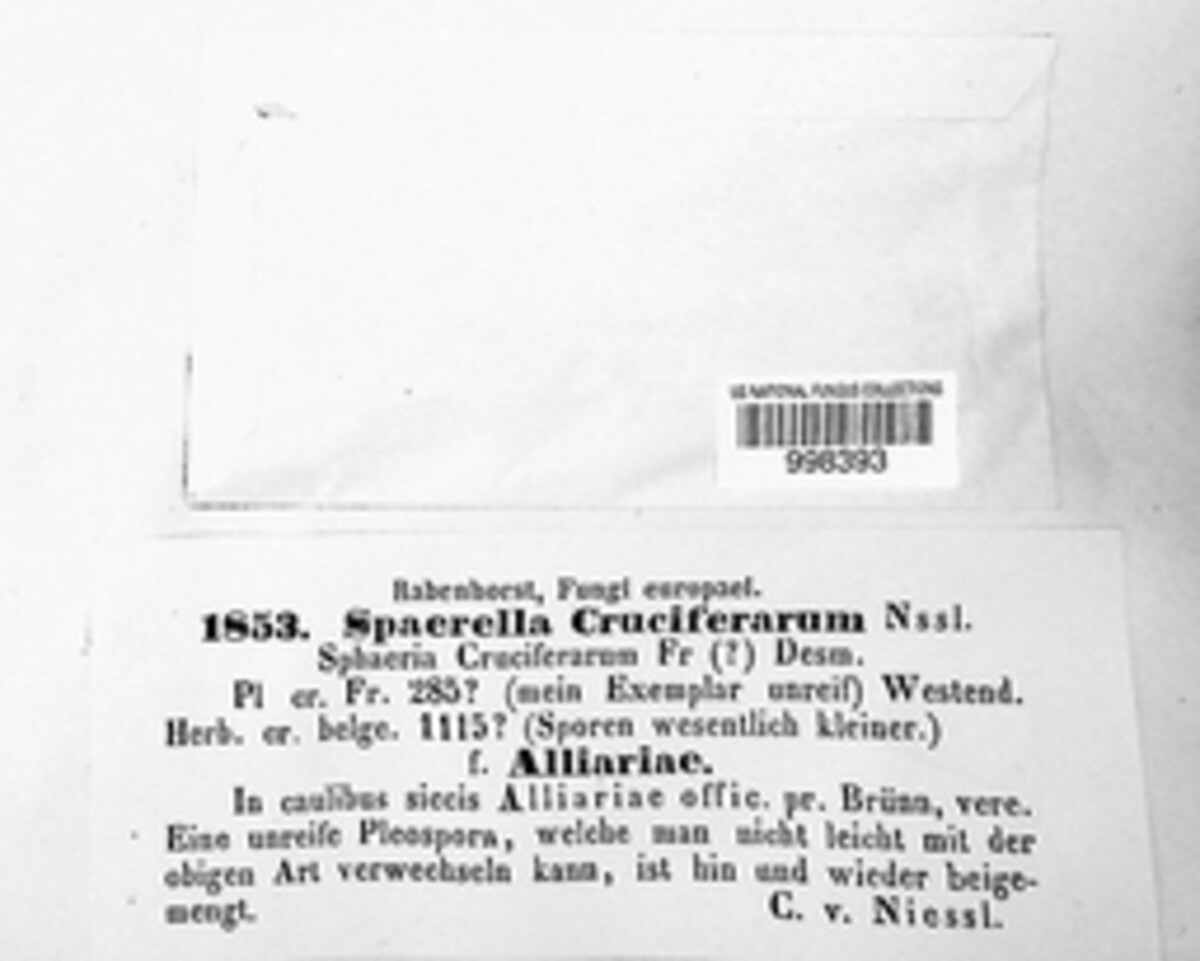 US NATIONAL FUNGUS COLLECTIONS
998393
Rabenhorst, Fungi europaei.
1853. Spaerella Cruciferarum Nssl.
Sphaeria Cruciferarum Fr (?) Desm.
Pl cr. Fr. 285? (mein Exemplar unreif) Westend.
Herb. cr. belge. 1115? (Sporen wesentlich kleiner.)
f. Alliariae.
In caulibus siccis Alliariae offic. pr. Brünn, vere.
Eine unreife Pleospora, welche man nicht leicht mit der
obigen Art verwechseln kann, ist hin und wieder beige-
mengt. C. v. Niessl.